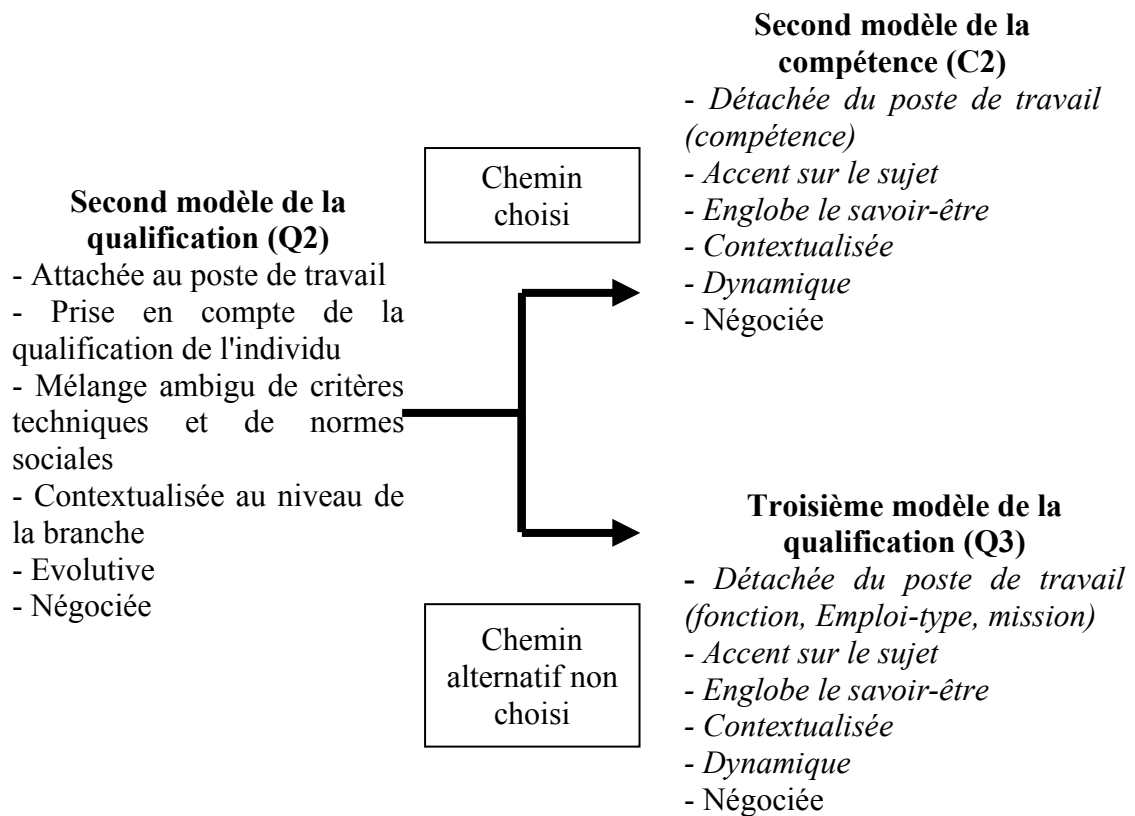 Second modèle de la
qualification (Q2)
- Attachée au poste de travail
- Prise en compte de la
qualification de l'individu
- Mélange ambigu de critères
techniques et de normes
sociales
- Contextualisée au niveau de
la branche
- Evolutive
- Négociée
Chemin
choisi
Second modèle de la
compétence (C2)
- Détachée du poste de travail
(compétence)
- Accent sur le sujet
- Englobe le savoir-être
- Contextualisée
- Dynamique
- Négociée
Chemin
alternatif non
choisi
Troisième modèle de la
qualification (Q3)
- Détachée du poste de travail
(fonction, Emploi-type, mission)
- Accent sur le sujet
- Englobe le savoir-être
- Contextualisée
- Dynamique
- Négociée